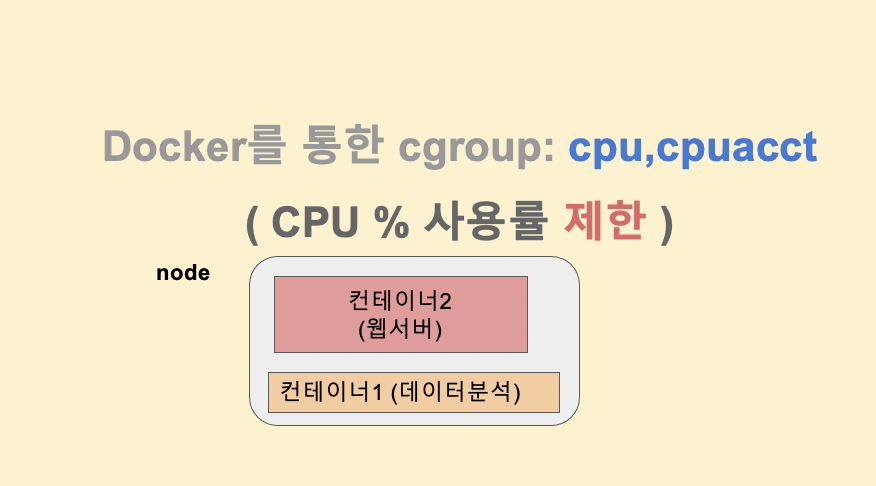 Docker를 통한 cgroup: cpu,cpuacct
( CPU % 사용률 제한 )
node
컨테이너2
(웹서버)
컨테이너1 (데이터분석)